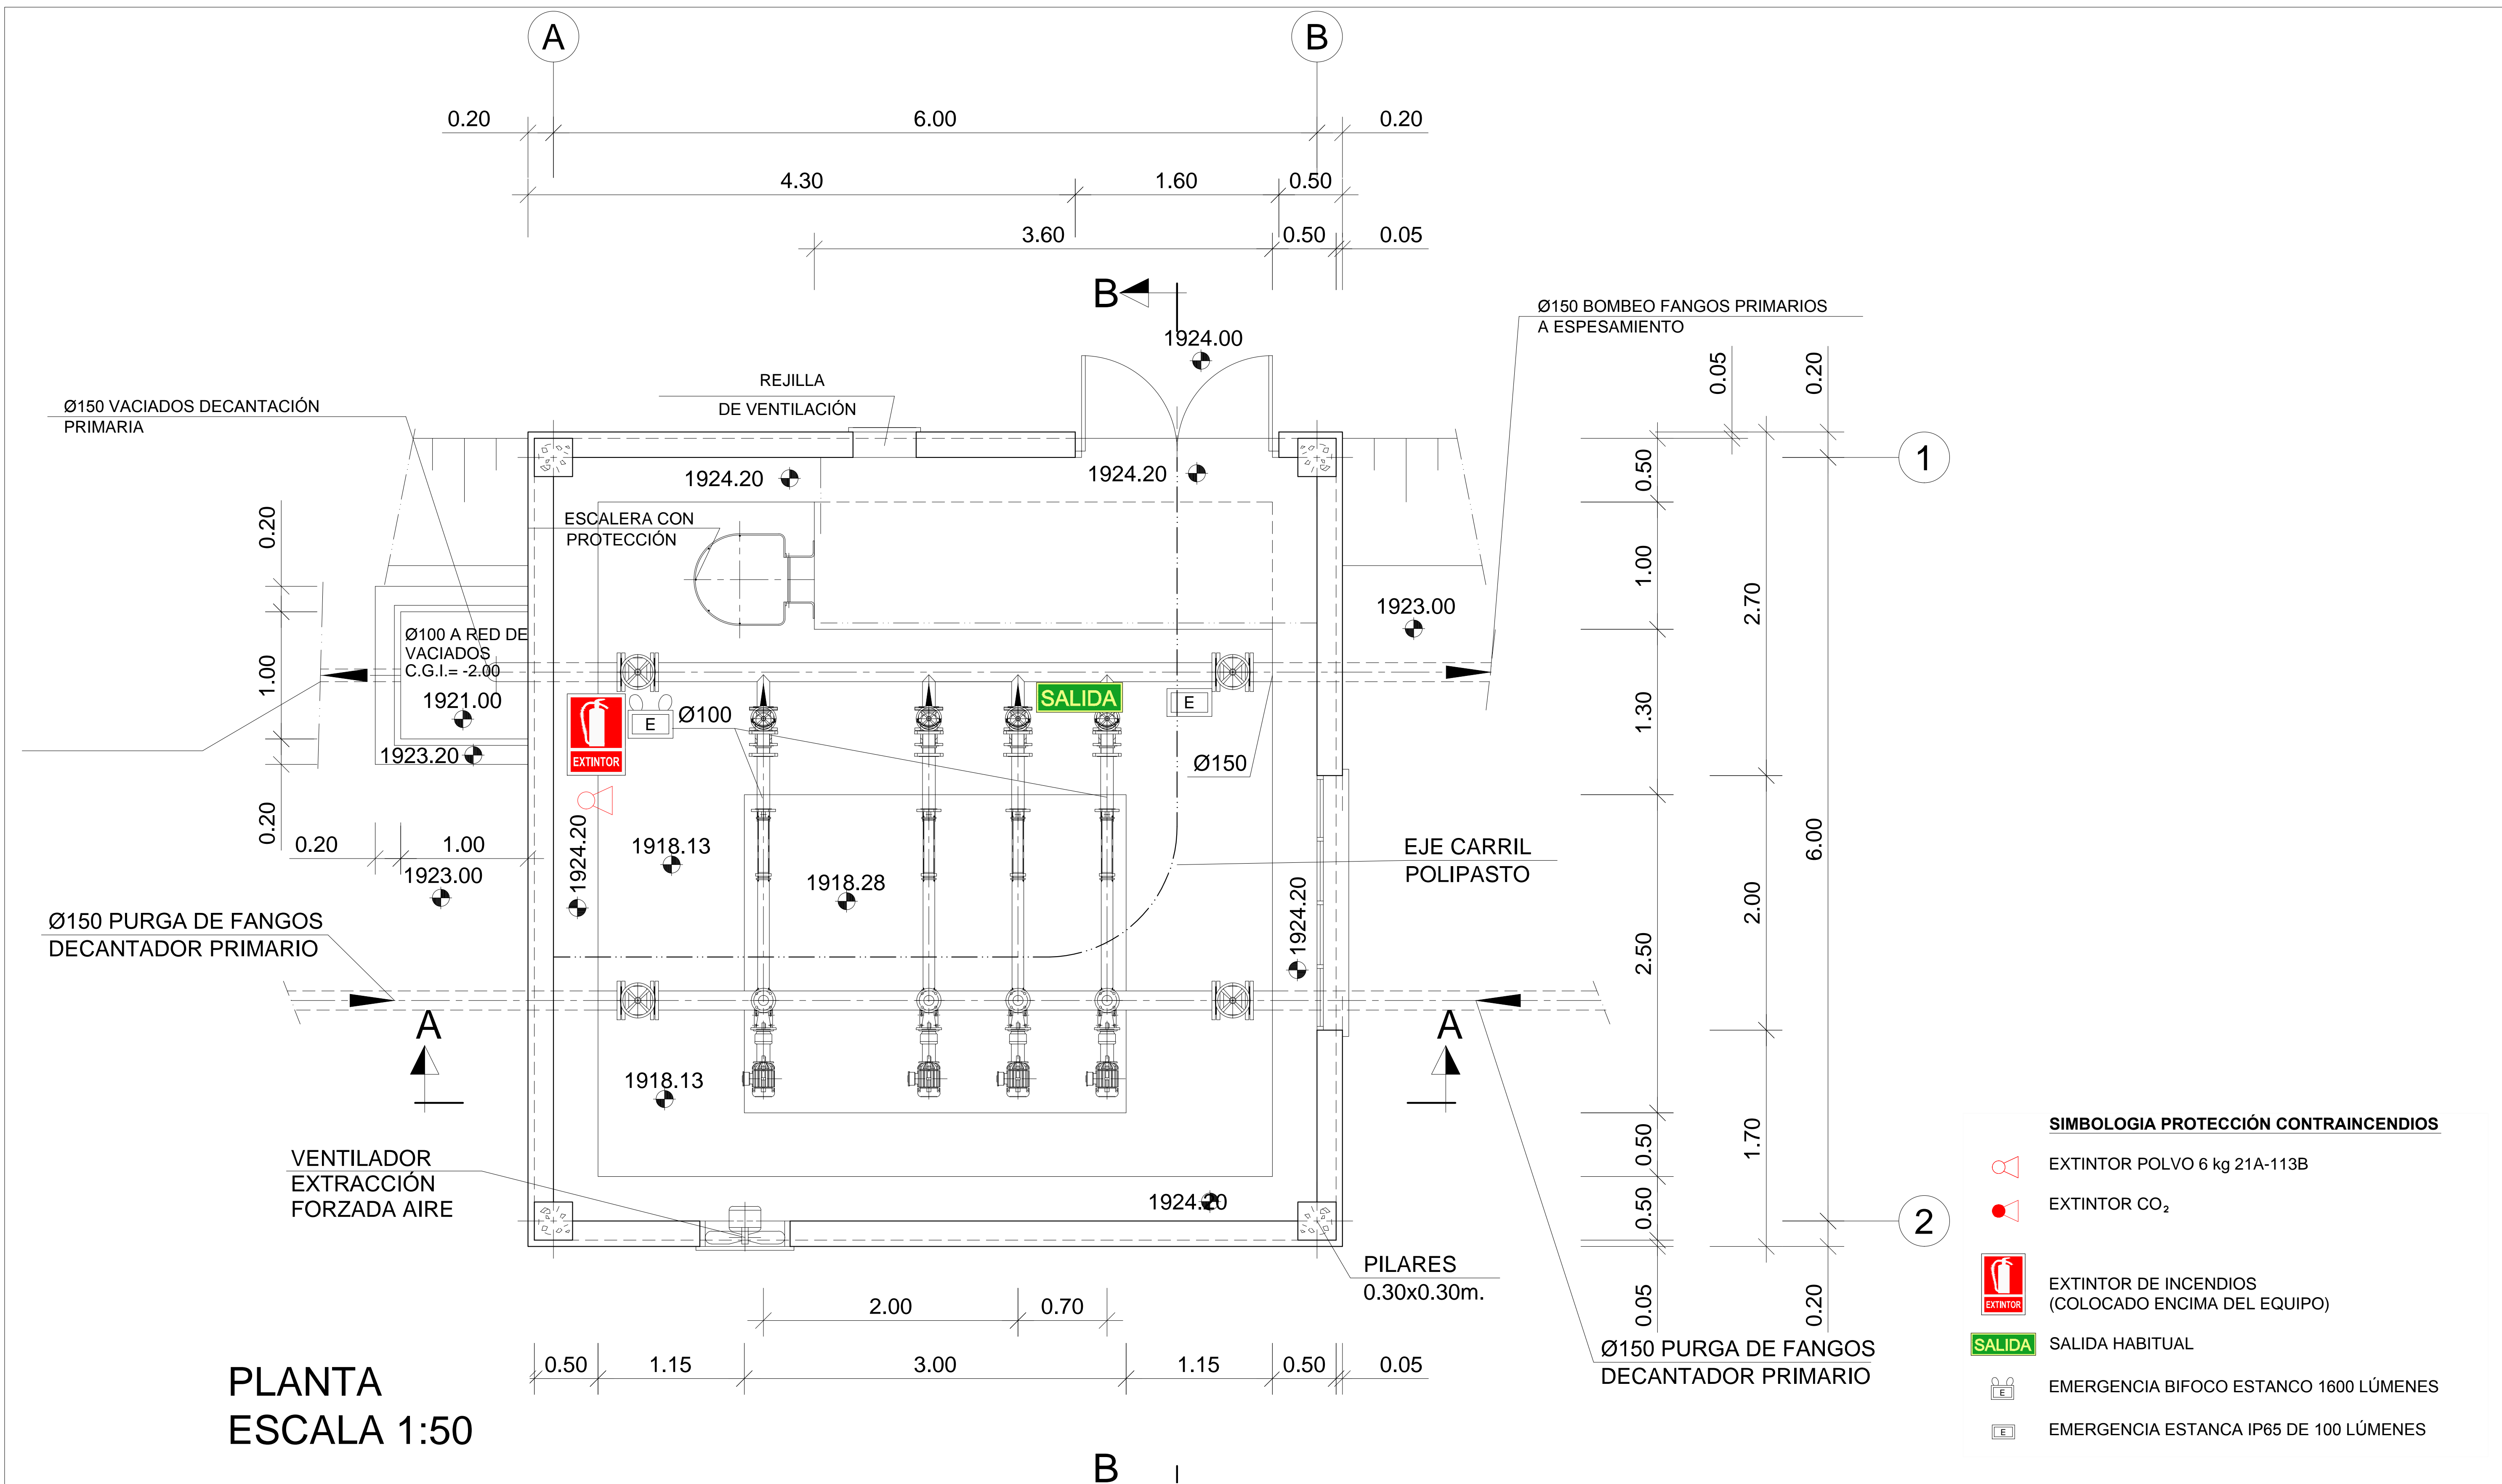 A
B
0.20
6.00
0.20
4.30
1.60
0.50
3.60
0.50
0.05
B
1924.00
Ø150 BOMBEO FANGOS PRIMARIOS
A ESPESAMIENTO
0.05
0.20
REJILLA
DE VENTILACIÓN
Ø150 VACIADOS DECANTACIÓN
PRIMARIA
1
1924.20
1924.20
0.50
ESCALERA CON
PROTECCIÓN
0.20
1.00
2.70
1923.00
Ø100 A RED DE
VACIADOS
C.G.I.= -2.00
1.00
1921.00
EXTINTOR
E
Ø100
SALIDA
E
1.30
1923.20
Ø150
0.20
0.20
1.00
1923.00
1924.20
1918.13
1918.28
EJE CARRIL
POLIPASTO
6.00
1924.20
2.00
2.50
Ø150 PURGA DE FANGOS
DECANTADOR PRIMARIO
A
A
1918.13
VENTILADOR
EXTRACCIÓN
FORZADA AIRE
1924.20
0.50
1.70
0.50
2
PILARES
0.30x0.30m.
0.05
0.20
2.00
0.70
0.50
1.15
3.00
1.15
0.50
0.05
Ø150 PURGA DE FANGOS
DECANTADOR PRIMARIO
PLANTA
ESCALA 1:50
B
SIMBOLOGIA PROTECCIÓN CONTRAINCENDIOS
EXTINTOR POLVO 6 kg 21A-113B
EXTINTOR CO₂
EXTINTOR
EXTINTOR DE INCENDIOS
(COLOCADO ENCIMA DEL EQUIPO)
SALIDA
SALIDA HABITUAL
E
EMERGENCIA BIFOCO ESTANCO 1600 LÚMENES
E
EMERGENCIA ESTANCA IP65 DE 100 LÚMENES